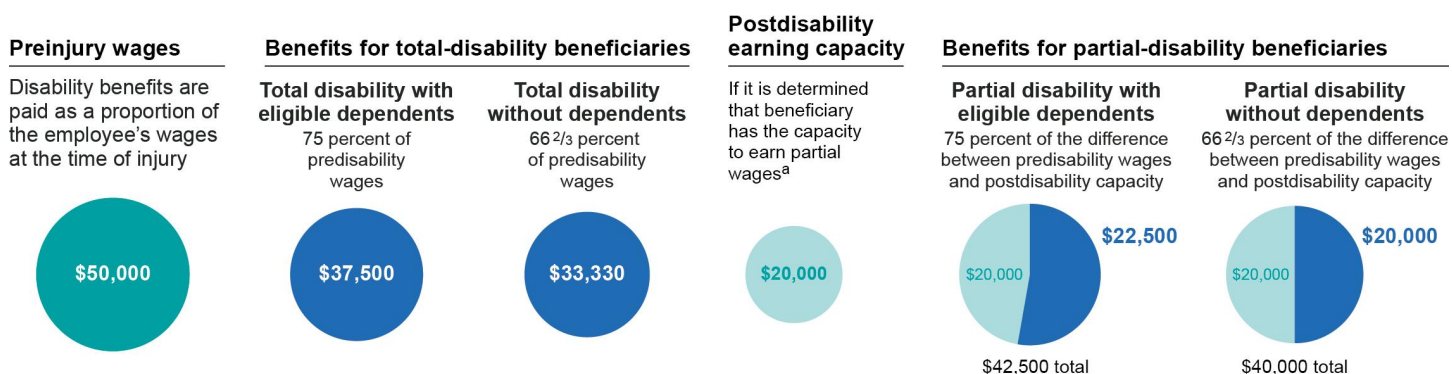 Preinjury wages
Disability benefits are
paid as a proportion of
the employee's wages
at the time of injury
$50,000
Benefits for total-disability beneficiaries
Total disability with
eligible dependents
75 percent of
predisability
wages
$37,500
Total disability
without dependents
66 2/3 percent
of predisability
wages
$33,330
Postdisability
earning capacity
If it is determined
that beneficiary
has the capacity
to earn partial
wagesᵃ
$20,000
Benefits for partial-disability beneficiaries
Partial disability with
eligible dependents
75 percent of the difference
between predisability wages
and postdisability capacity
$22,500
$20,000
$42,500 total
Partial disability
without dependents
66 2/3 percent of the difference
between predisability wages
and postdisability capacity
$20,000
$20,000
$40,000 total